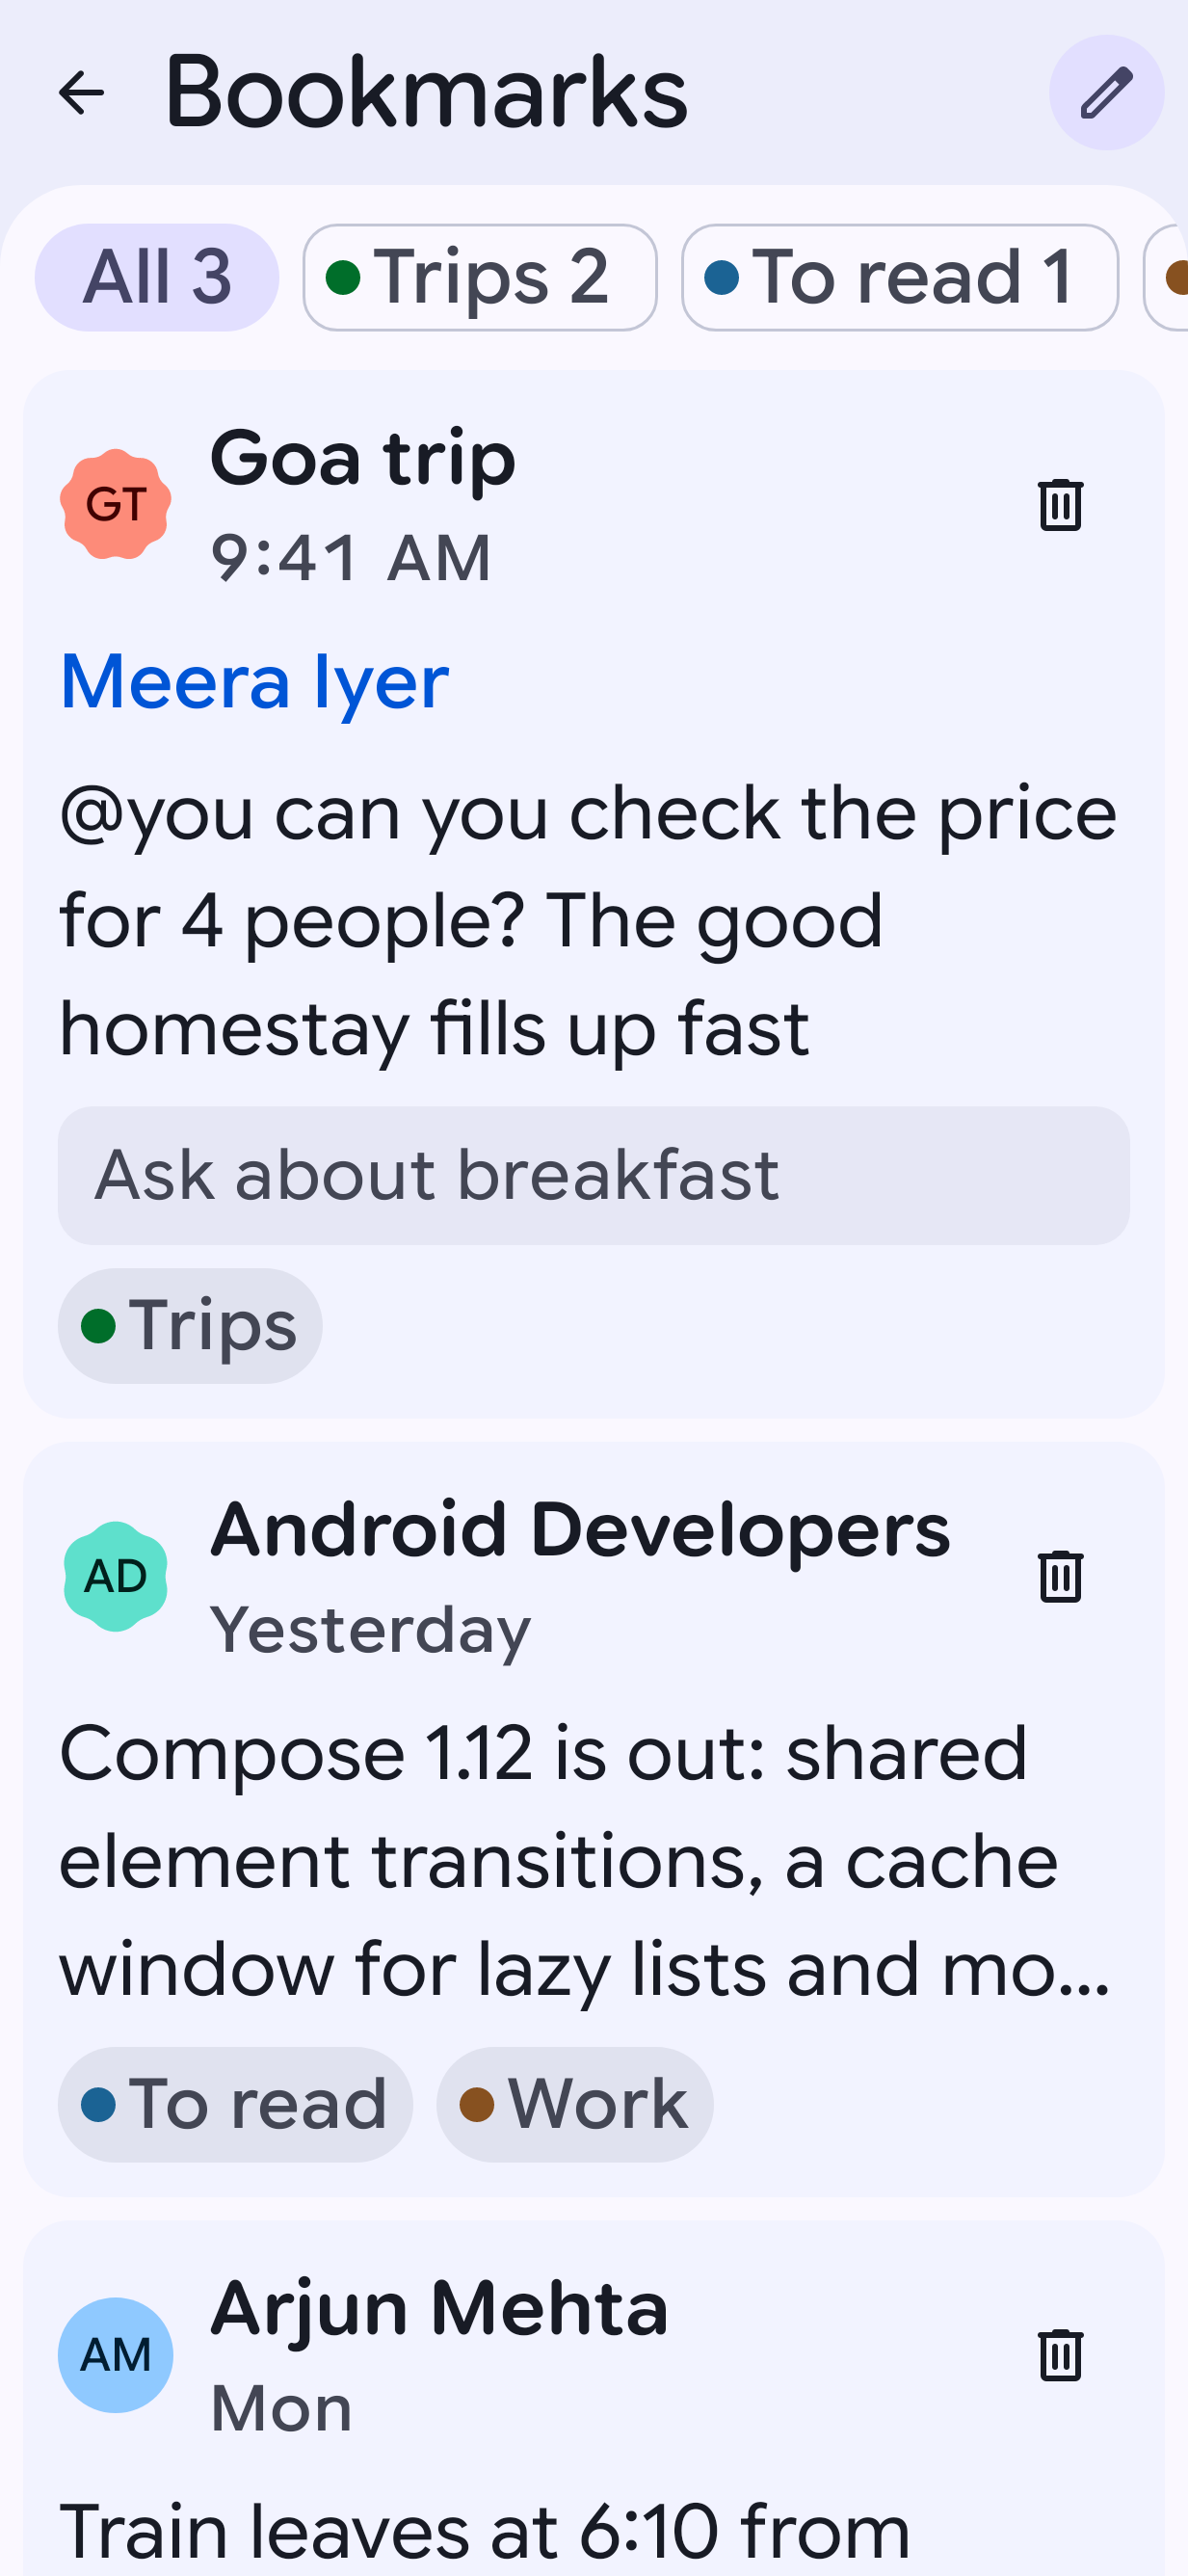 Bookmarks
All 3
Trips 2
To read 1
GT
Goa trip
9:41 AM
Meera Iyer
@you can you check the price
for 4 people? The good
homestay fills up fast
Ask about breakfast
Trips
AD
Android Developers
Yesterday
Compose 1.12 is out: shared
element transitions, a cache
window for lazy lists and mo...
To read
Work
AM
Arjun Mehta
Mon
Train leaves at 6:10 from